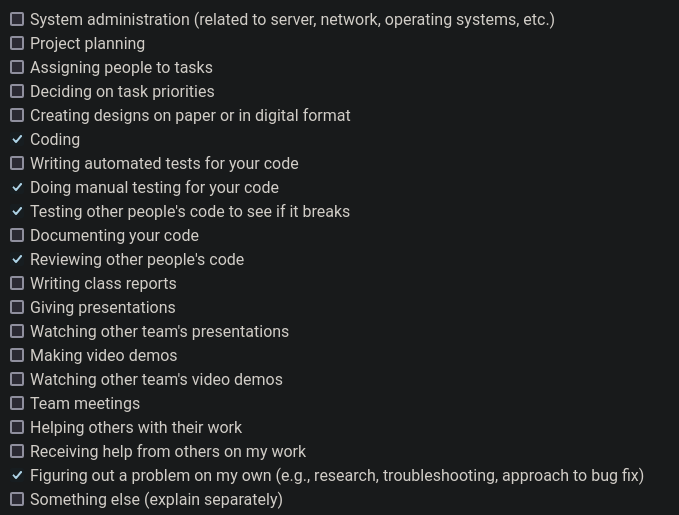 System administration (related to server, network, operating systems, etc.)
Project planning
Assigning people to tasks
Deciding on task priorities
Creating designs on paper or in digital format
Coding
Writing automated tests for your code
Doing manual testing for your code
Testing other people's code to see if it breaks
Documenting your code
Reviewing other people's code
Writing class reports
Giving presentations
Watching other team's presentations
Making video demos
Watching other team's video demos
Team meetings
Helping others with their work
Receiving help from others on my work
Figuring out a problem on my own (e.g., research, troubleshooting, approach to bug fix)
Something else (explain separately)